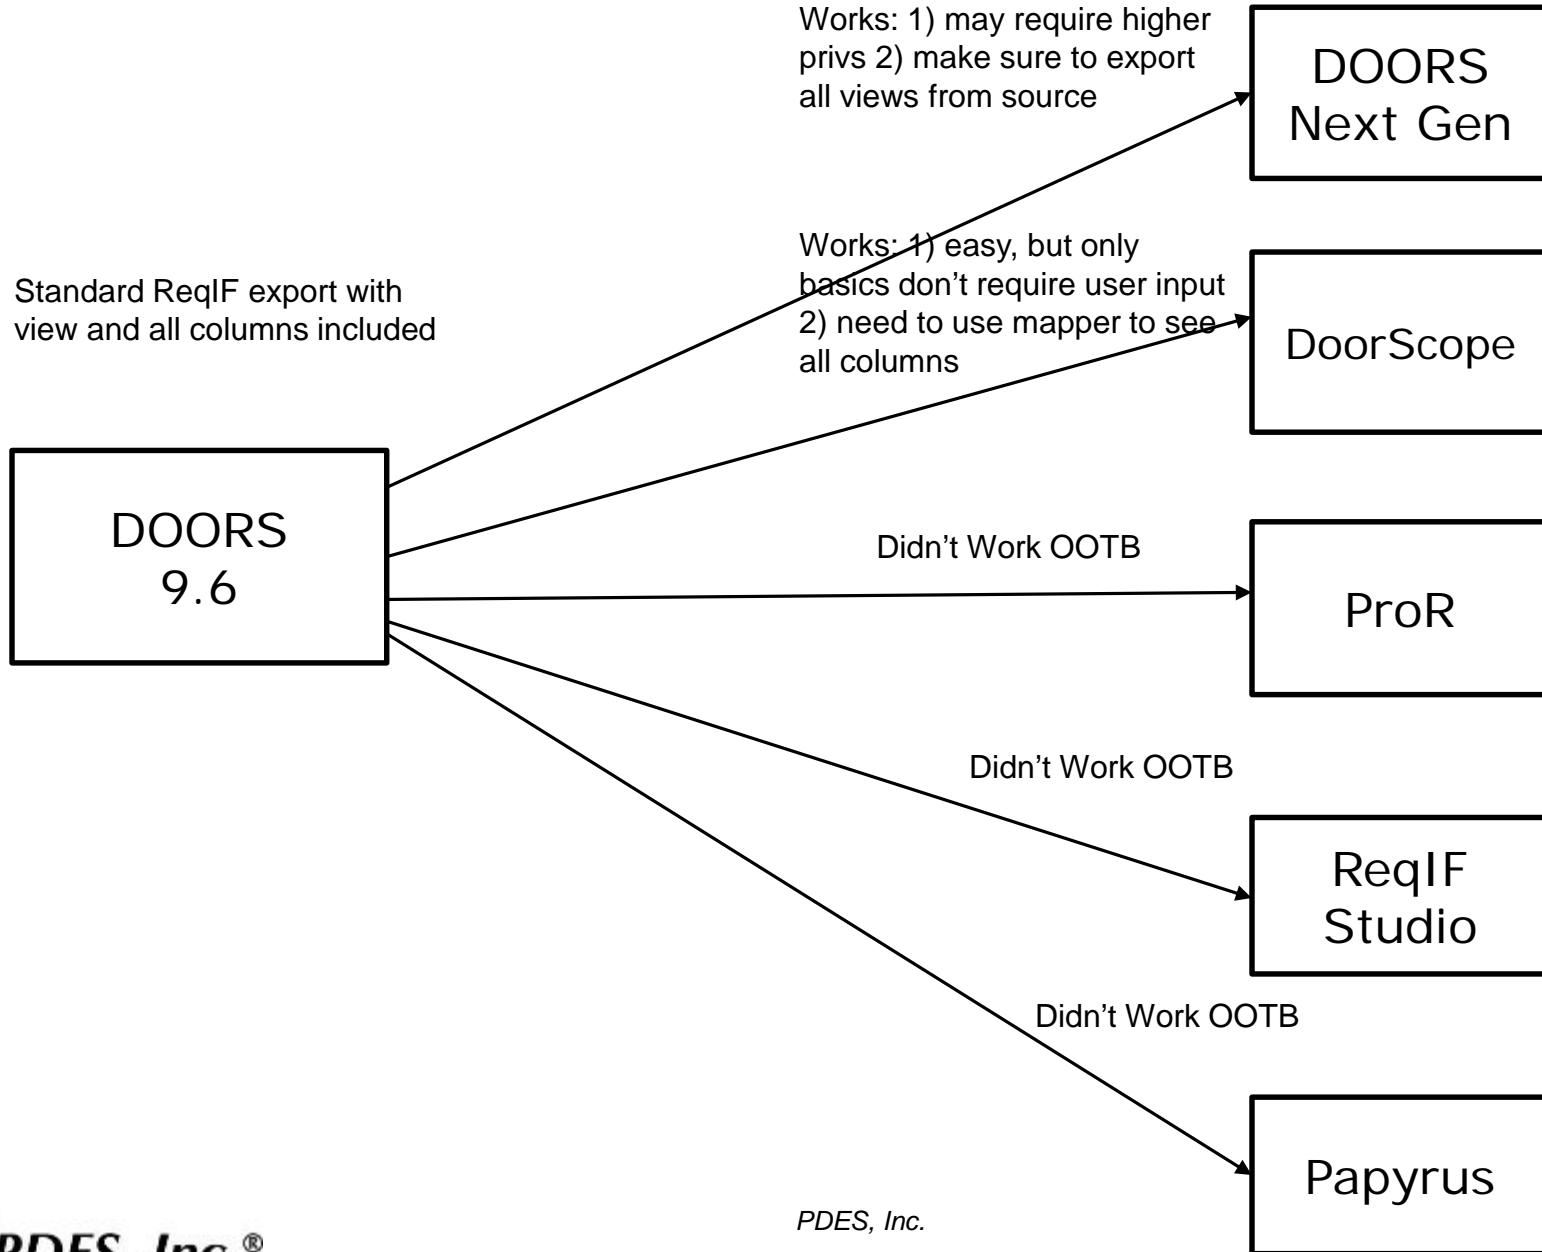 Works: 1) may require higher
privs 2) make sure to export
all views from source
DOORS
Next Gen
Standard ReqIF export with
view and all columns included
Works: 1) easy, but only
basics don’t require user input
2) need to use mapper to see
all columns
DoorScope
DOORS
9.6
Didn’t Work OOTB
ProR
Didn’t Work OOTB
ReqIF
Studio
Didn’t Work OOTB
Papyrus
PDES, Inc.
PDES, Inc.®